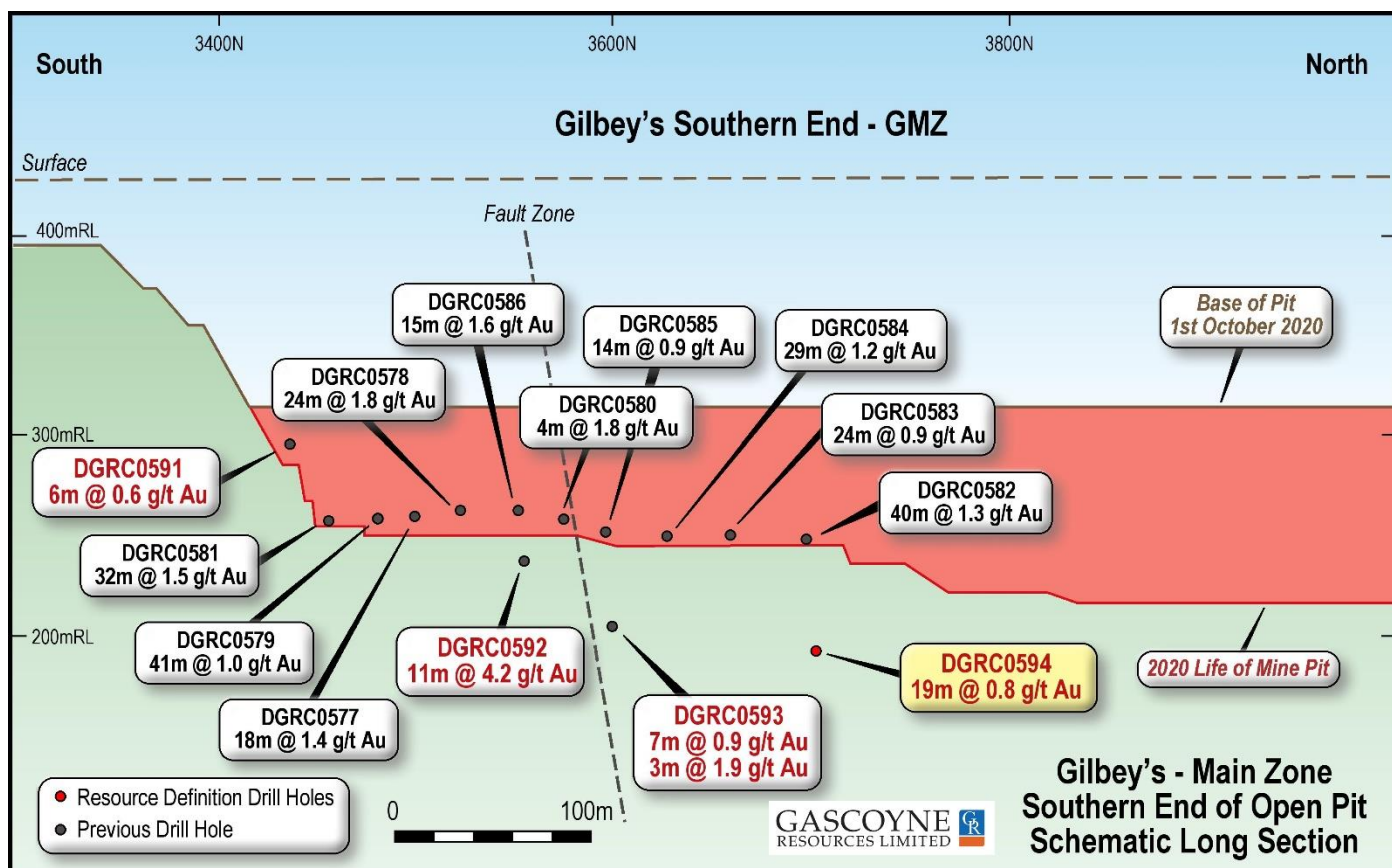 3400N
3600N
3800N
South
North
Gilbey's Southern End - GMZ
Surface
Fault Zone
400mRL
DGRC0586
15m @ 1.6 g/t Au
DGRC0585
14m @ 0.9 g/t Au
DGRC0584
29m @ 1.2 g/t Au
Base of Pit
1st October 2020
DGRC0578
24m @ 1.8 g/t Au
DGRC0580
4m @ 1.8 g/t Au
DGRC0583
24m @ 0.9 g/t Au
300mRL
DGRC0591
6m @ 0.6 g/t Au
DGRC0582
40m @ 1.3 g/t Au
DGRC0581
32m @ 1.5 g/t Au
200mRL
DGRC0579
41m @ 1.0 g/t Au
DGRC0592
11m @ 4.2 g/t Au
DGRC0594
19m @ 0.8 g/t Au
2020 Life of Mine Pit
DGRC0577
18m @ 1.4 g/t Au
DGRC0593
7m @ 0.9 g/t Au
3m @ 1.9 g/t Au
Resource Definition Drill Holes
Previous Drill Hole
0
100m
GASCOYNE
RESOURCES LIMITED
GR
Gilbey's - Main Zone
Southern End of Open Pit
Schematic Long Section